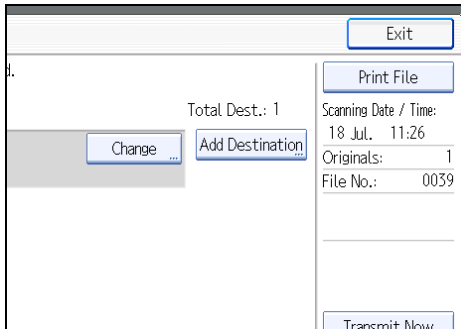 Exit
d.
Print File
Total Dest.: 1
Scanning Date / Time:
18 Jul. 11:26
Change
Add Destination
Originals: 1
File No.: 0039
Transmit Now